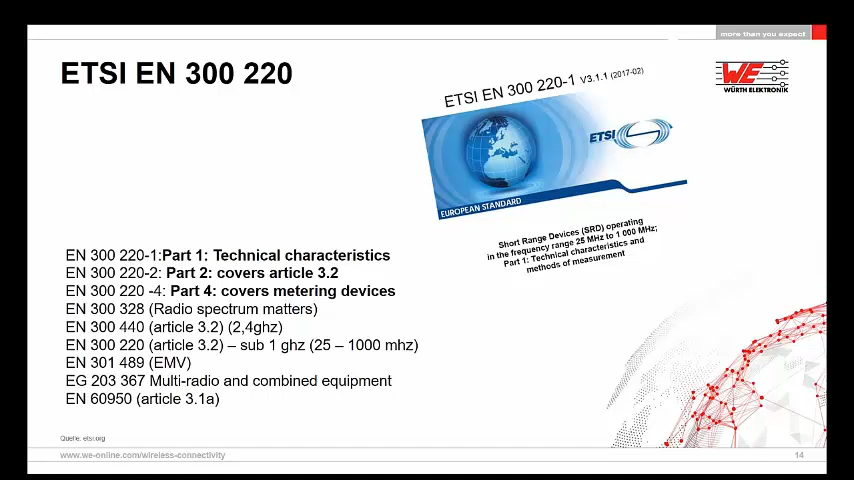 more than you expect
ETSI EN 300 220
WE
WÜRTH ELEKTRONIK
ETSI EN 300 220-1 V3.1.1 (2017-02)
ETSI
EUROPEAN STANDARD
Short Range Devices (SRD) operating
in the frequency range 25 MHz to 1 000 MHz;
Part 1: Technical characteristics and
methods of measurement
EN 300 220-1:Part 1: Technical characteristics
EN 300 220-2: Part 2: covers article 3.2
EN 300 220 -4: Part 4: covers metering devices
EN 300 328 (Radio spectrum matters)
EN 300 440 (article 3.2) (2,4ghz)
EN 300 220 (article 3.2) – sub 1 ghz (25 – 1000 mhz)
EN 301 489 (EMV)
EG 203 367 Multi-radio and combined equipment
EN 60950 (article 3.1a)
Quelle: etsi.org
www.we-online.com/wireless-connectivity
14